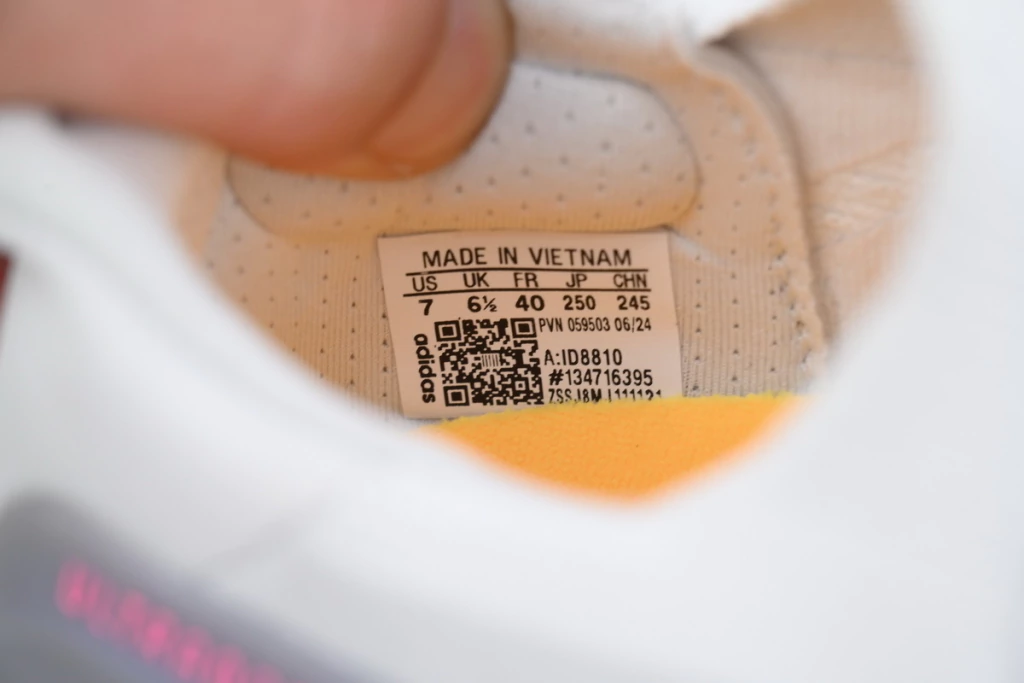 MADE IN VIETNAM
US UK FR JP CHN
7 6½ 40 250 245
PVN 059503 06/24
adidas
A:ID8810
#134716395